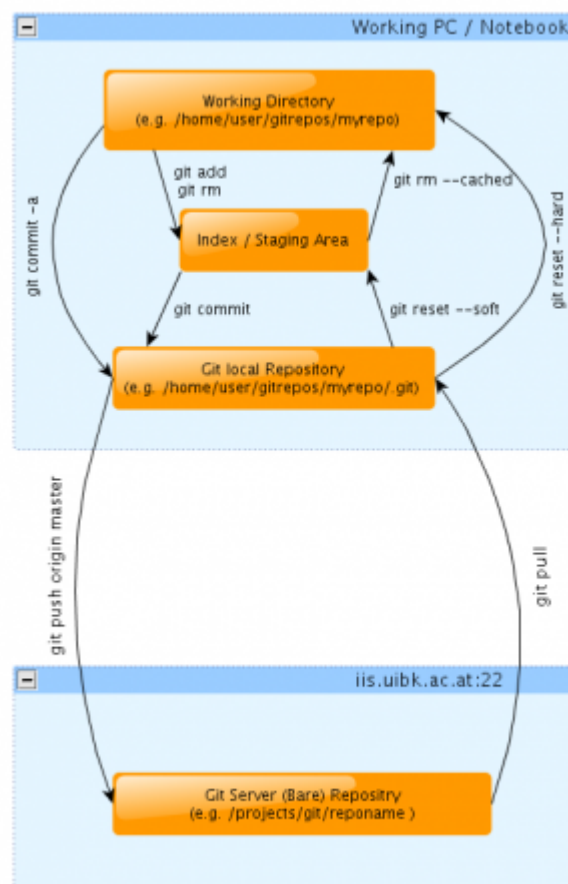 Working PC / Notebook
Working Directory
(e.g. /home/user/gitrepos/myrepo)
git add
git rm
git rm --cached
git commit -a
git reset --hard
Index / Staging Area
git commit
git reset --soft
Git local Repository
(e.g. /home/user/gitrepos/myrepo/.git)
git push origin master
git pull
iis.uibk.ac.at:22
Git Server (Bare) Repositry
(e.g. /projects/git/reponame )